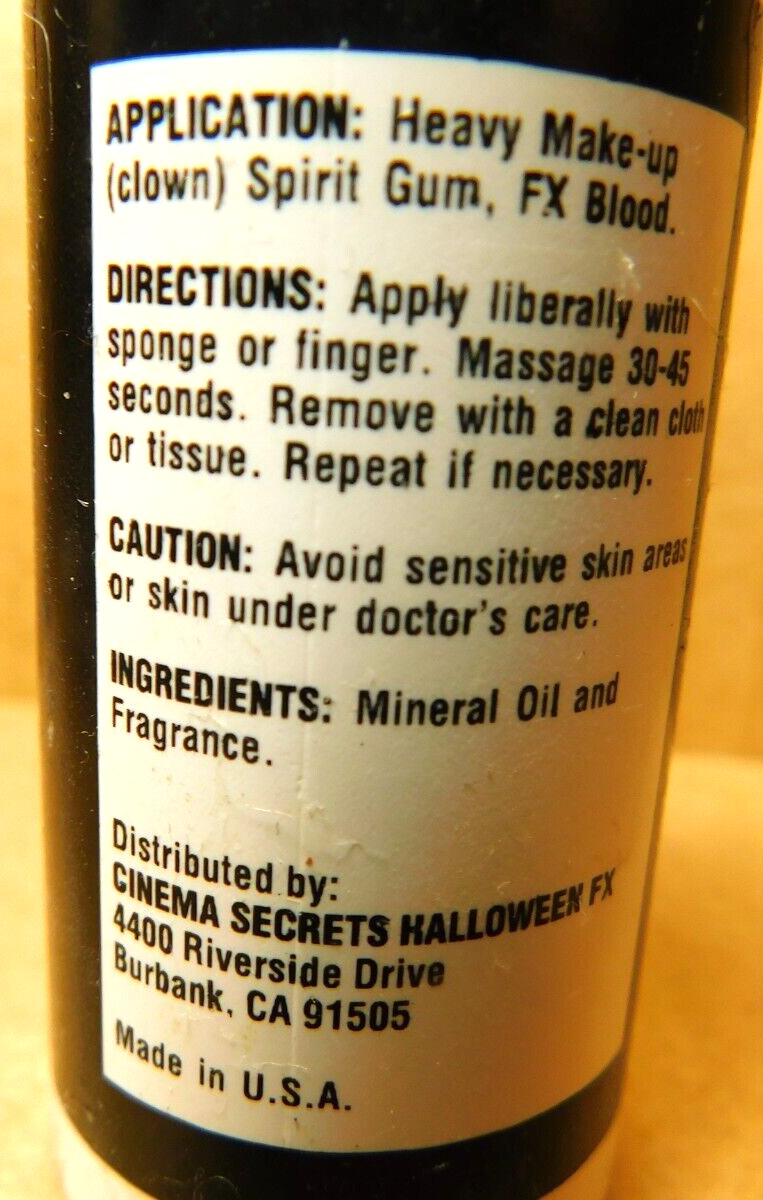 APPLICATION: Heavy Make-up
(clown) Spirit Gum, FX Blood.
DIRECTIONS: Apply liberally with
sponge or finger. Massage 30-45
seconds. Remove with a clean cloth
or tissue. Repeat if necessary.
CAUTION: Avoid sensitive skin areas
or skin under doctor's care.
INGREDIENTS: Mineral Oil and
Fragrance.
Distributed by:
CINEMA SECRETS HALLOWEEN FX
4400 Riverside Drive
Burbank, CA 91505
Made in U.S.A.